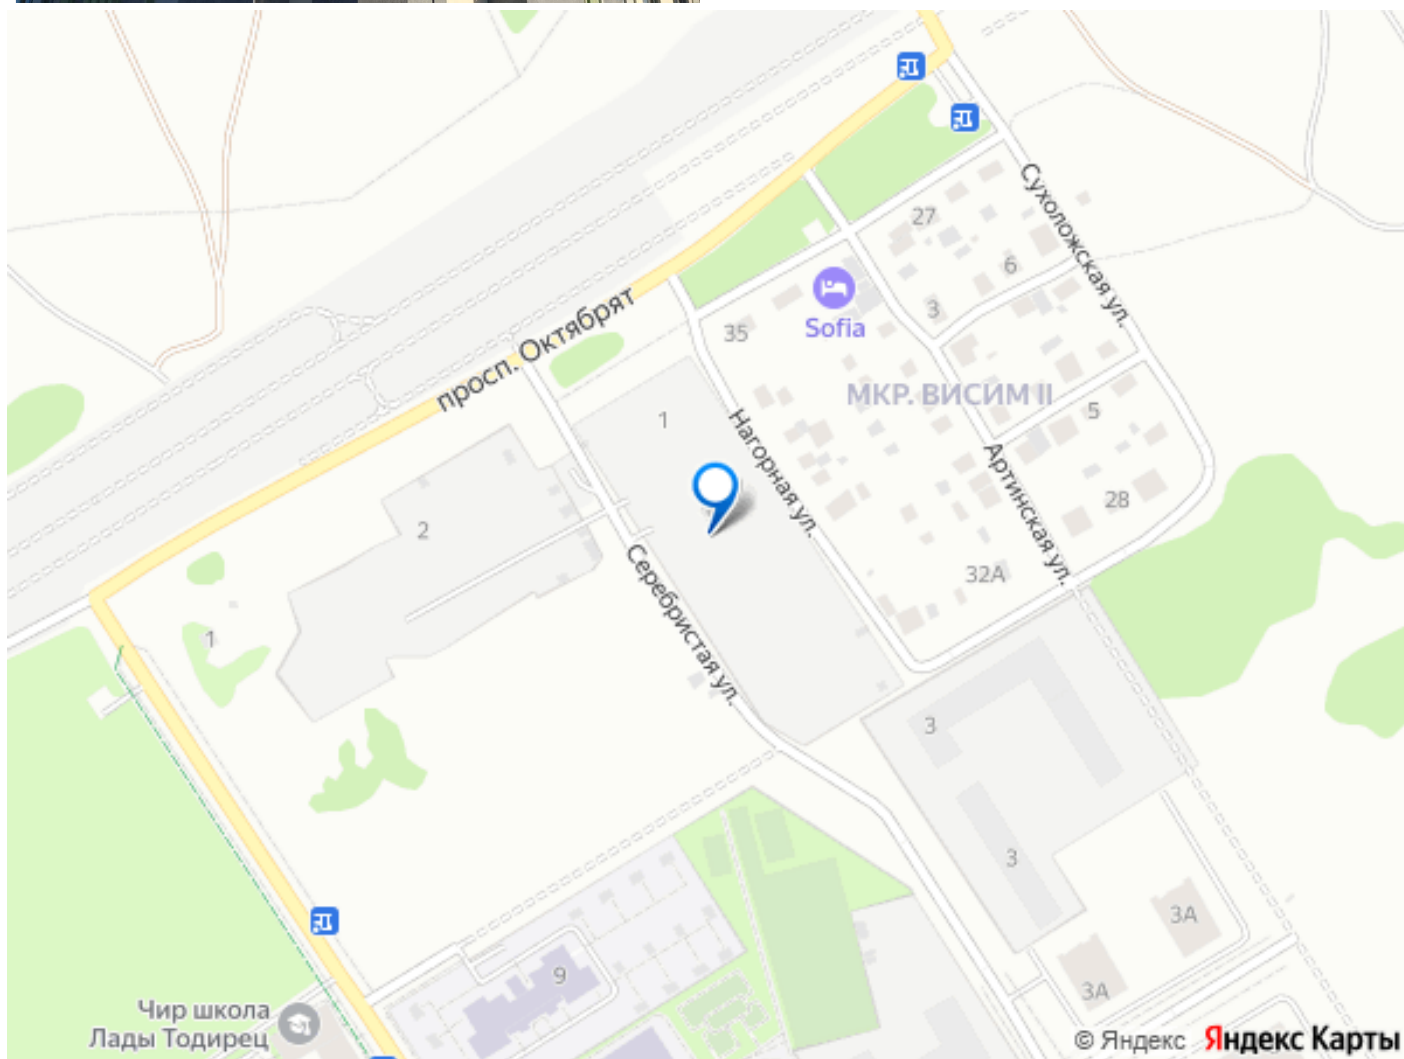 просп. Октябрят
Сухоложская ул.
27
6
3
Sofia
35
МКР. ВИСИМ II
5
1
Нагорная ул.
Артинская ул.
28
2
32А
Серебристая ул.
1
3
3
3А
9
3А
Чир школа
Лады Тодирец
© Яндекс Яндекс Карты